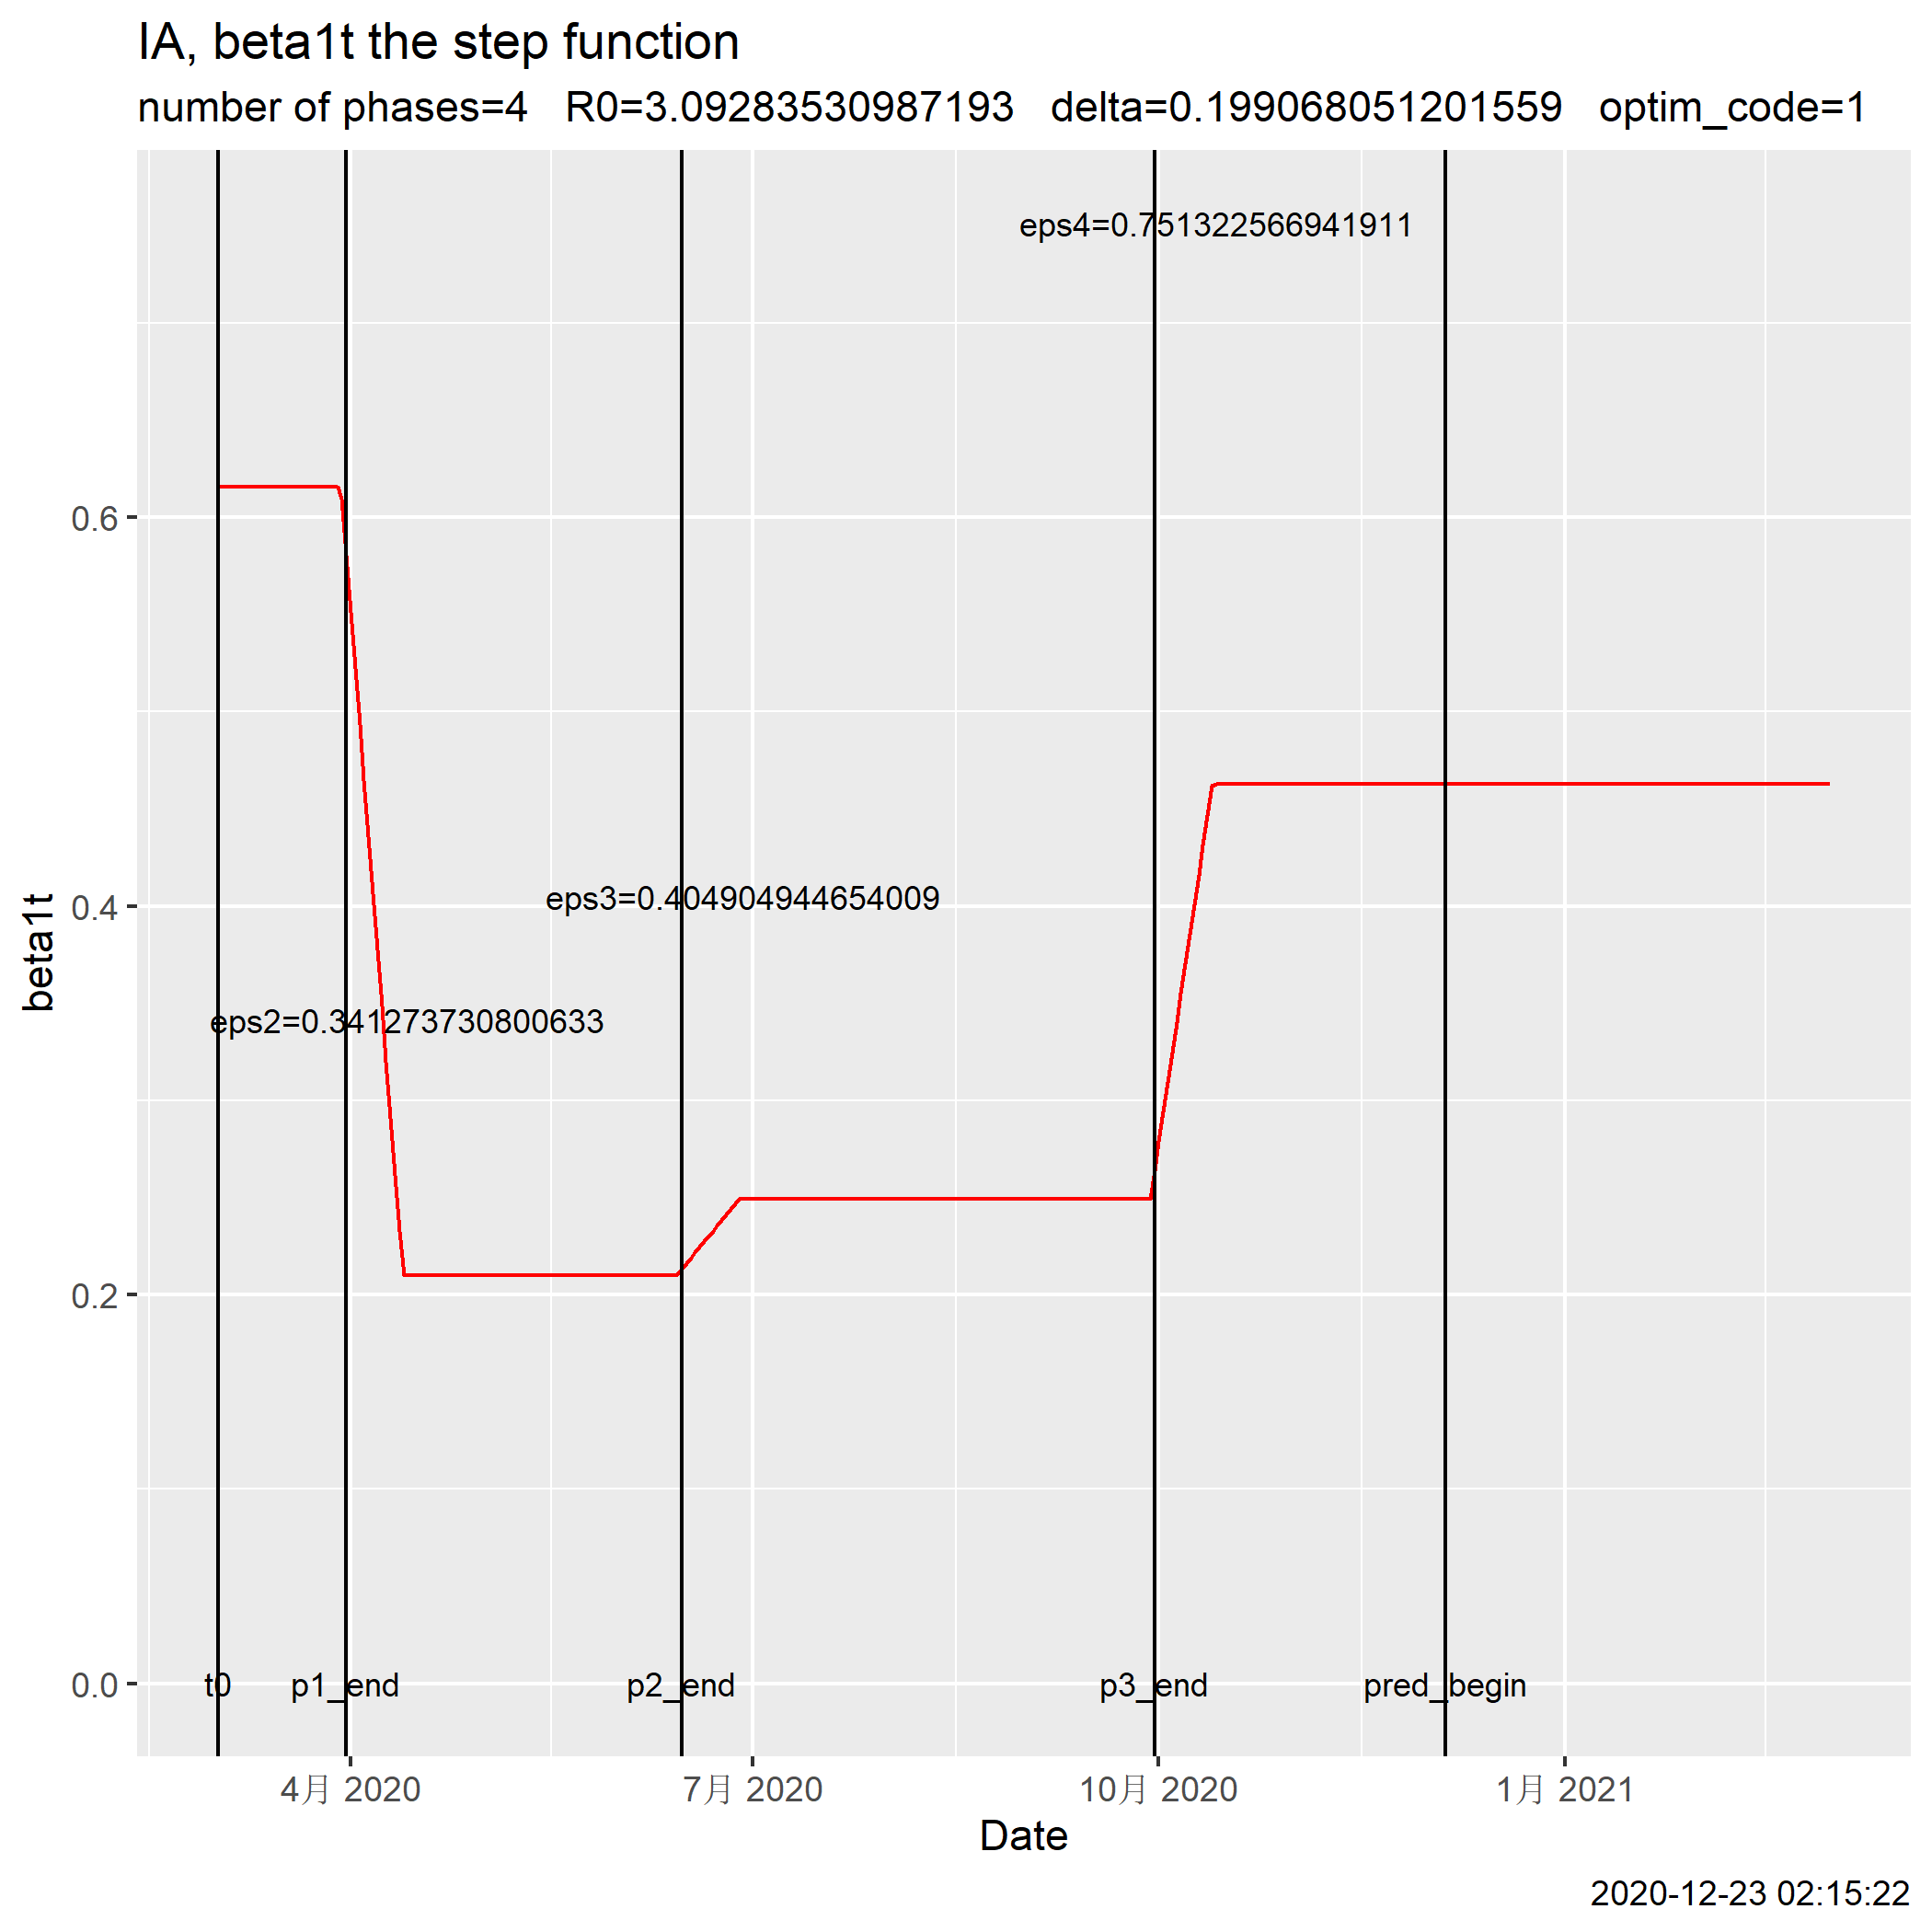 IA, beta1t the step function
number of phases=4   R0=3.09283530987193   delta=0.199068051201559   optim_code=1
eps4=0.751322566941911
0.6
eps3=0.404904944654009
0.4
beta1t
eps2=0.341273730800633
0.2
0.0
t0
p1_end
p2_end
p3_end
pred_begin
4月 2020
7月 2020
10月 2020
1月 2021
Date
2020-12-23 02:15:22